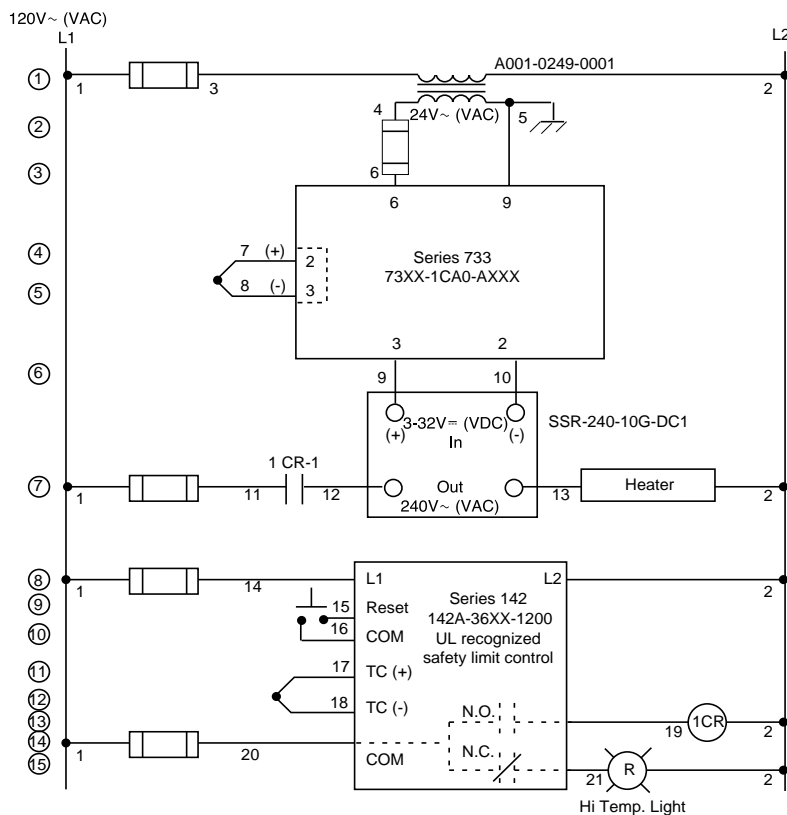 120V~ (VAC)
L1
L2
A001-0249-0001
1
1
3
2
4
24V~ (VAC)
5
2
3
6
6
9
4
7 (+)
2
Series 733
73XX-1CA0-AXXX
5
8 (-)
3
3
2
6
9
10
3-32V= (VDC)
(+)
(-)
In
SSR-240-10G-DC1
1 CR-1
7
1
11
12
Out
240V~ (VAC)
13
Heater
2
8
1
14
L1
L2
2
9
15
Reset
Series 142
142A-36XX-1200
UL recognized
safety limit control
10
16
COM
11
17
TC (+)
12
18
TC (-)
13
N.O.
19
1CR
2
14
1
20
COM
N.C.
15
21
R
2
Hi Temp. Light